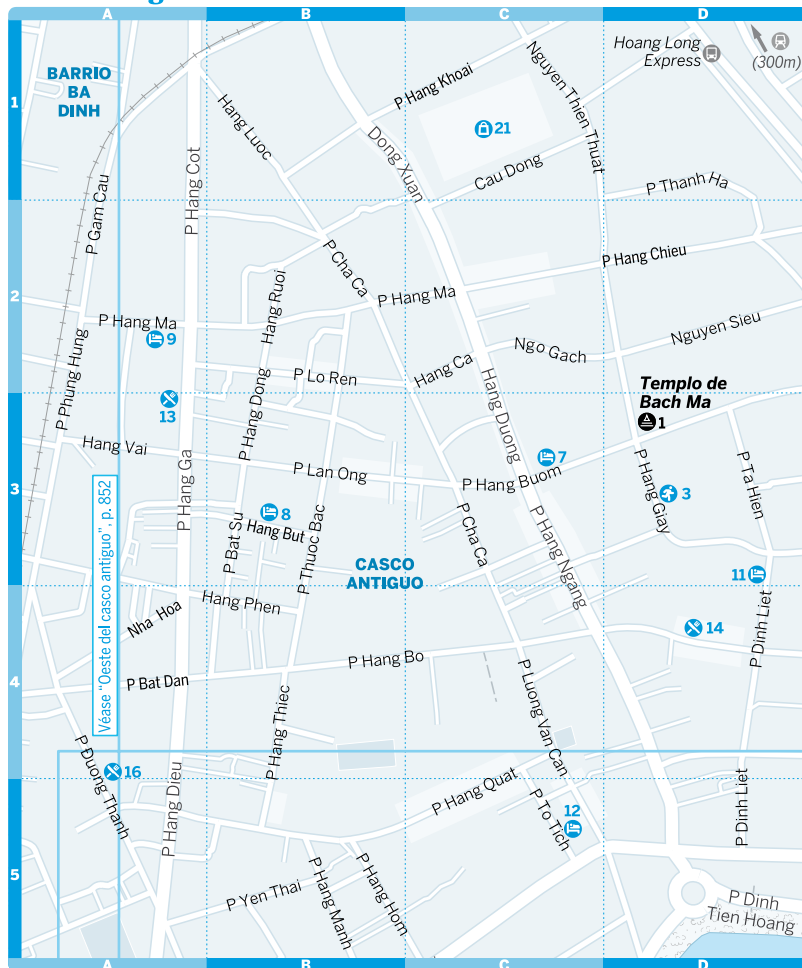 A
B
C
D
BARRIO
BA
DINH
Hoang Long
Express
(300m)
1
Hang Luoc
P Hang Khoai
Nguyen Thien Thuat
21
Dong Xuan
Cau Dong
P Thanh Ha
P Gam Cau
P Hang Cot
P Cha Ca
P Hang Chieu
2
P Hang Ma
9
Hang Ruoi
P Hang Ma
Ngo Gach
Nguyen Sieu
P Phung Hung
P Lo Ren
Hang Ca
Hang Duong
Templo de
Bach Ma
1
13
P Hang Dong
Hang Vai
P Lan Ong
7
P Hang Buom
P Ta Hien
3
P Hang Ga
8
Hang But
P Bat Su
P Thuoc Bac
P Cha Ca
P Hang Ngang
P Hang Giay
3
CASCO
ANTIGUO
11
Véase "Oeste del casco antiguo", p. 852
Nha Hoa
Hang Phen
14
P Dinh Liet
4
P Bat Dan
P Hang Bo
P Luong Van Can
P Hang Thiec
P Đuong Thanh
16
P Hang Dieu
P Hang Quat
P To Tich
12
P Dinh Liet
5
P Yen Thai
P Hang Manh
P Hang Hom
P Dinh
Tien Hoang
A
B
C
D